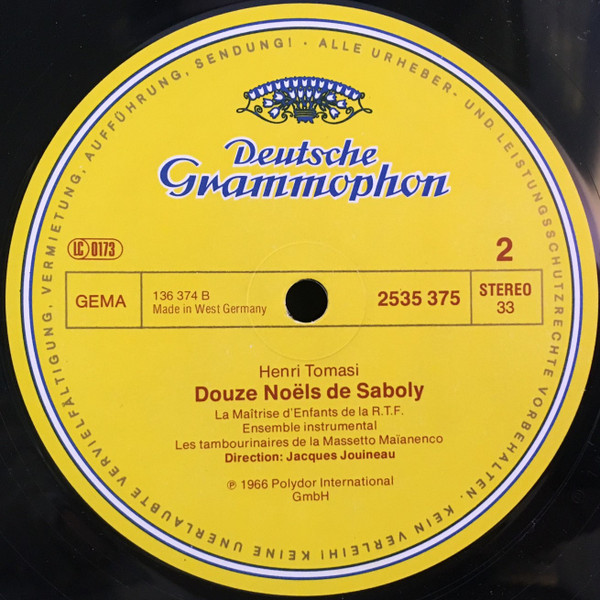 KEINE UNERLAUBTE VERVIELFÄLTIGUNG, VERMIETUNG, AUFFÜHRUNG, SENDUNG! · ALLE URHEBER- UND LEISTUNGSSCHUTZRECHTE VORBEHALTEN. KEIN VERLEIH!
Deutsche
Grammophon
LC 0173
2
GEMA
136 374 B
Made in West Germany
2535 375
STEREO
33
Henri Tomasi
Douze Noëls de Saboly
La Maîtrise d'Enfants de la R.T.F.
Ensemble instrumental
Les tambourinaires de la Massetto Maïanenco
Direction: Jacques Jouineau
℗ 1966 Polydor International
GmbH